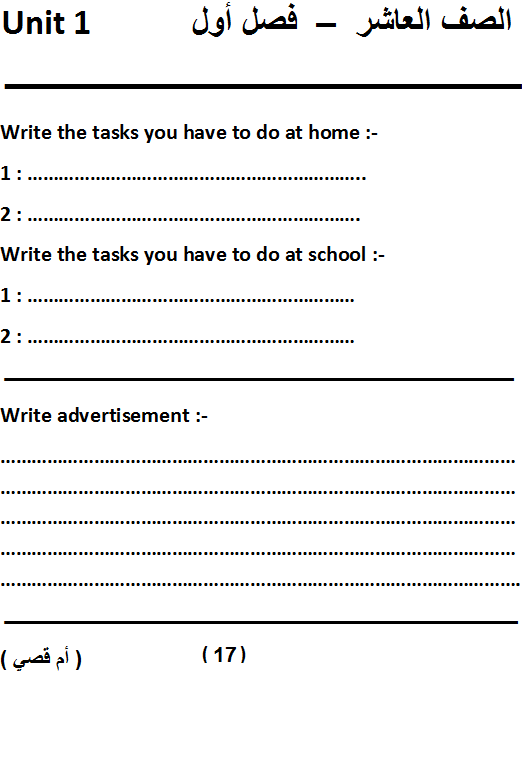 Unit 1 الصف العاشر – فصل أول
Write the tasks you have to do at home :-
1 : ......................................................................
2 : .....................................................................
Write the tasks you have to do at school :-
1 : ....................................................................
2 : ....................................................................
Write advertisement :-
..........................................................................................................
..........................................................................................................
..........................................................................................................
..........................................................................................................
...........................................................................................................
( أم قصي ) ( 17 )